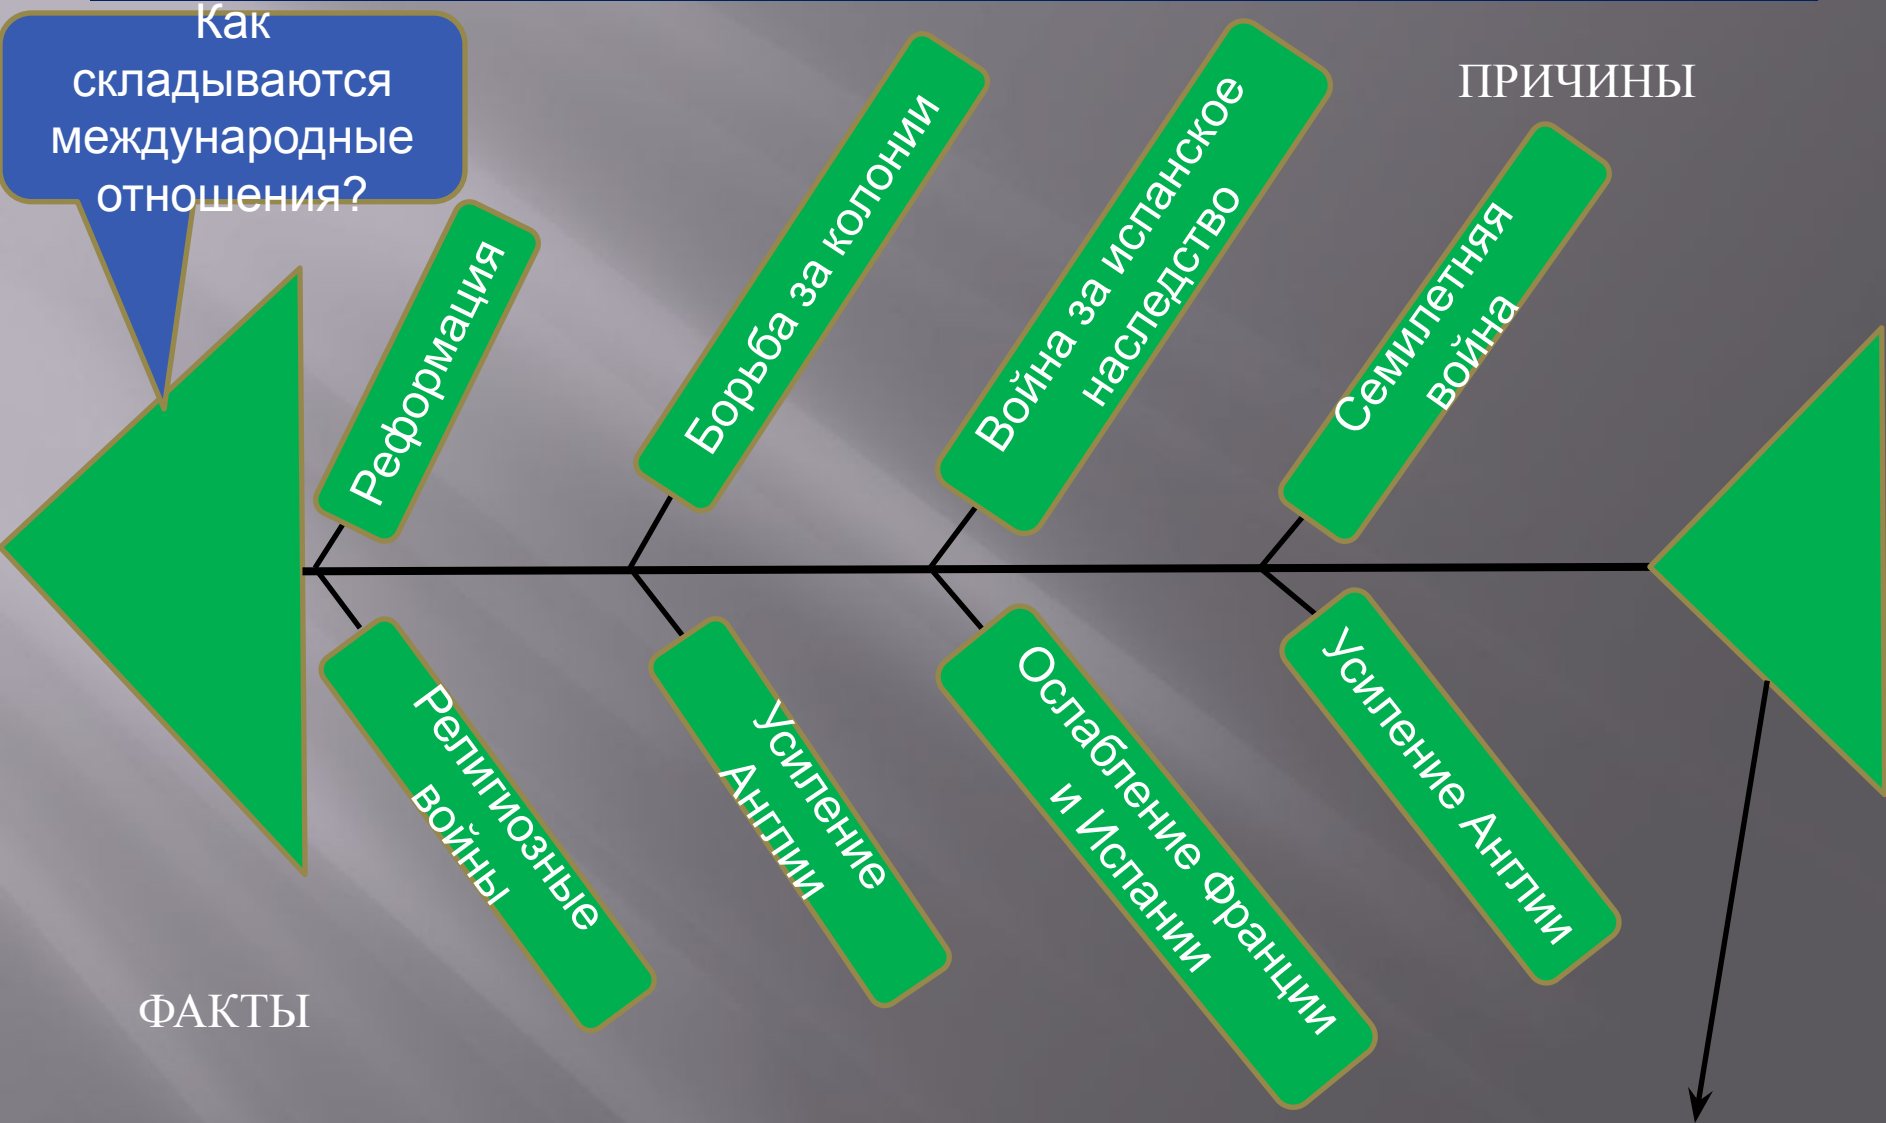 Как
складываются
международные
отношения?
ПРИЧИНЫ
Реформация
Борьба за колонии
Война за испанское
наследство
Семилетняя
война
Религиозные
войны
Усиление
Англии
Ослабление Франции
и Испании
Усиление Англии
ФАКТЫ